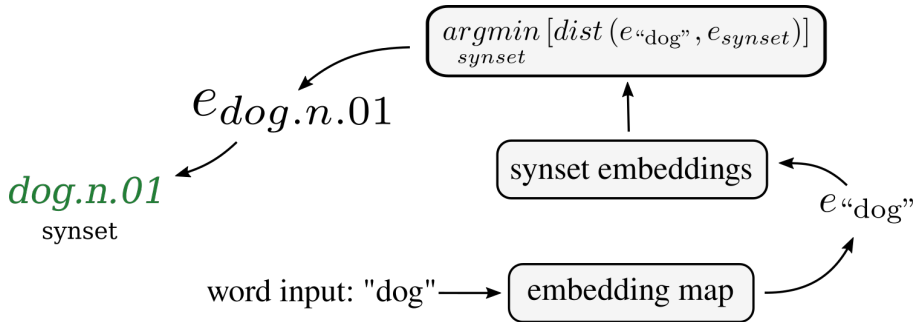 argmin [dist (e“dog”, esynset)]
synset
edog.n.01
synset embeddings
dog.n.01
synset
e“dog”
word input: "dog"
embedding map